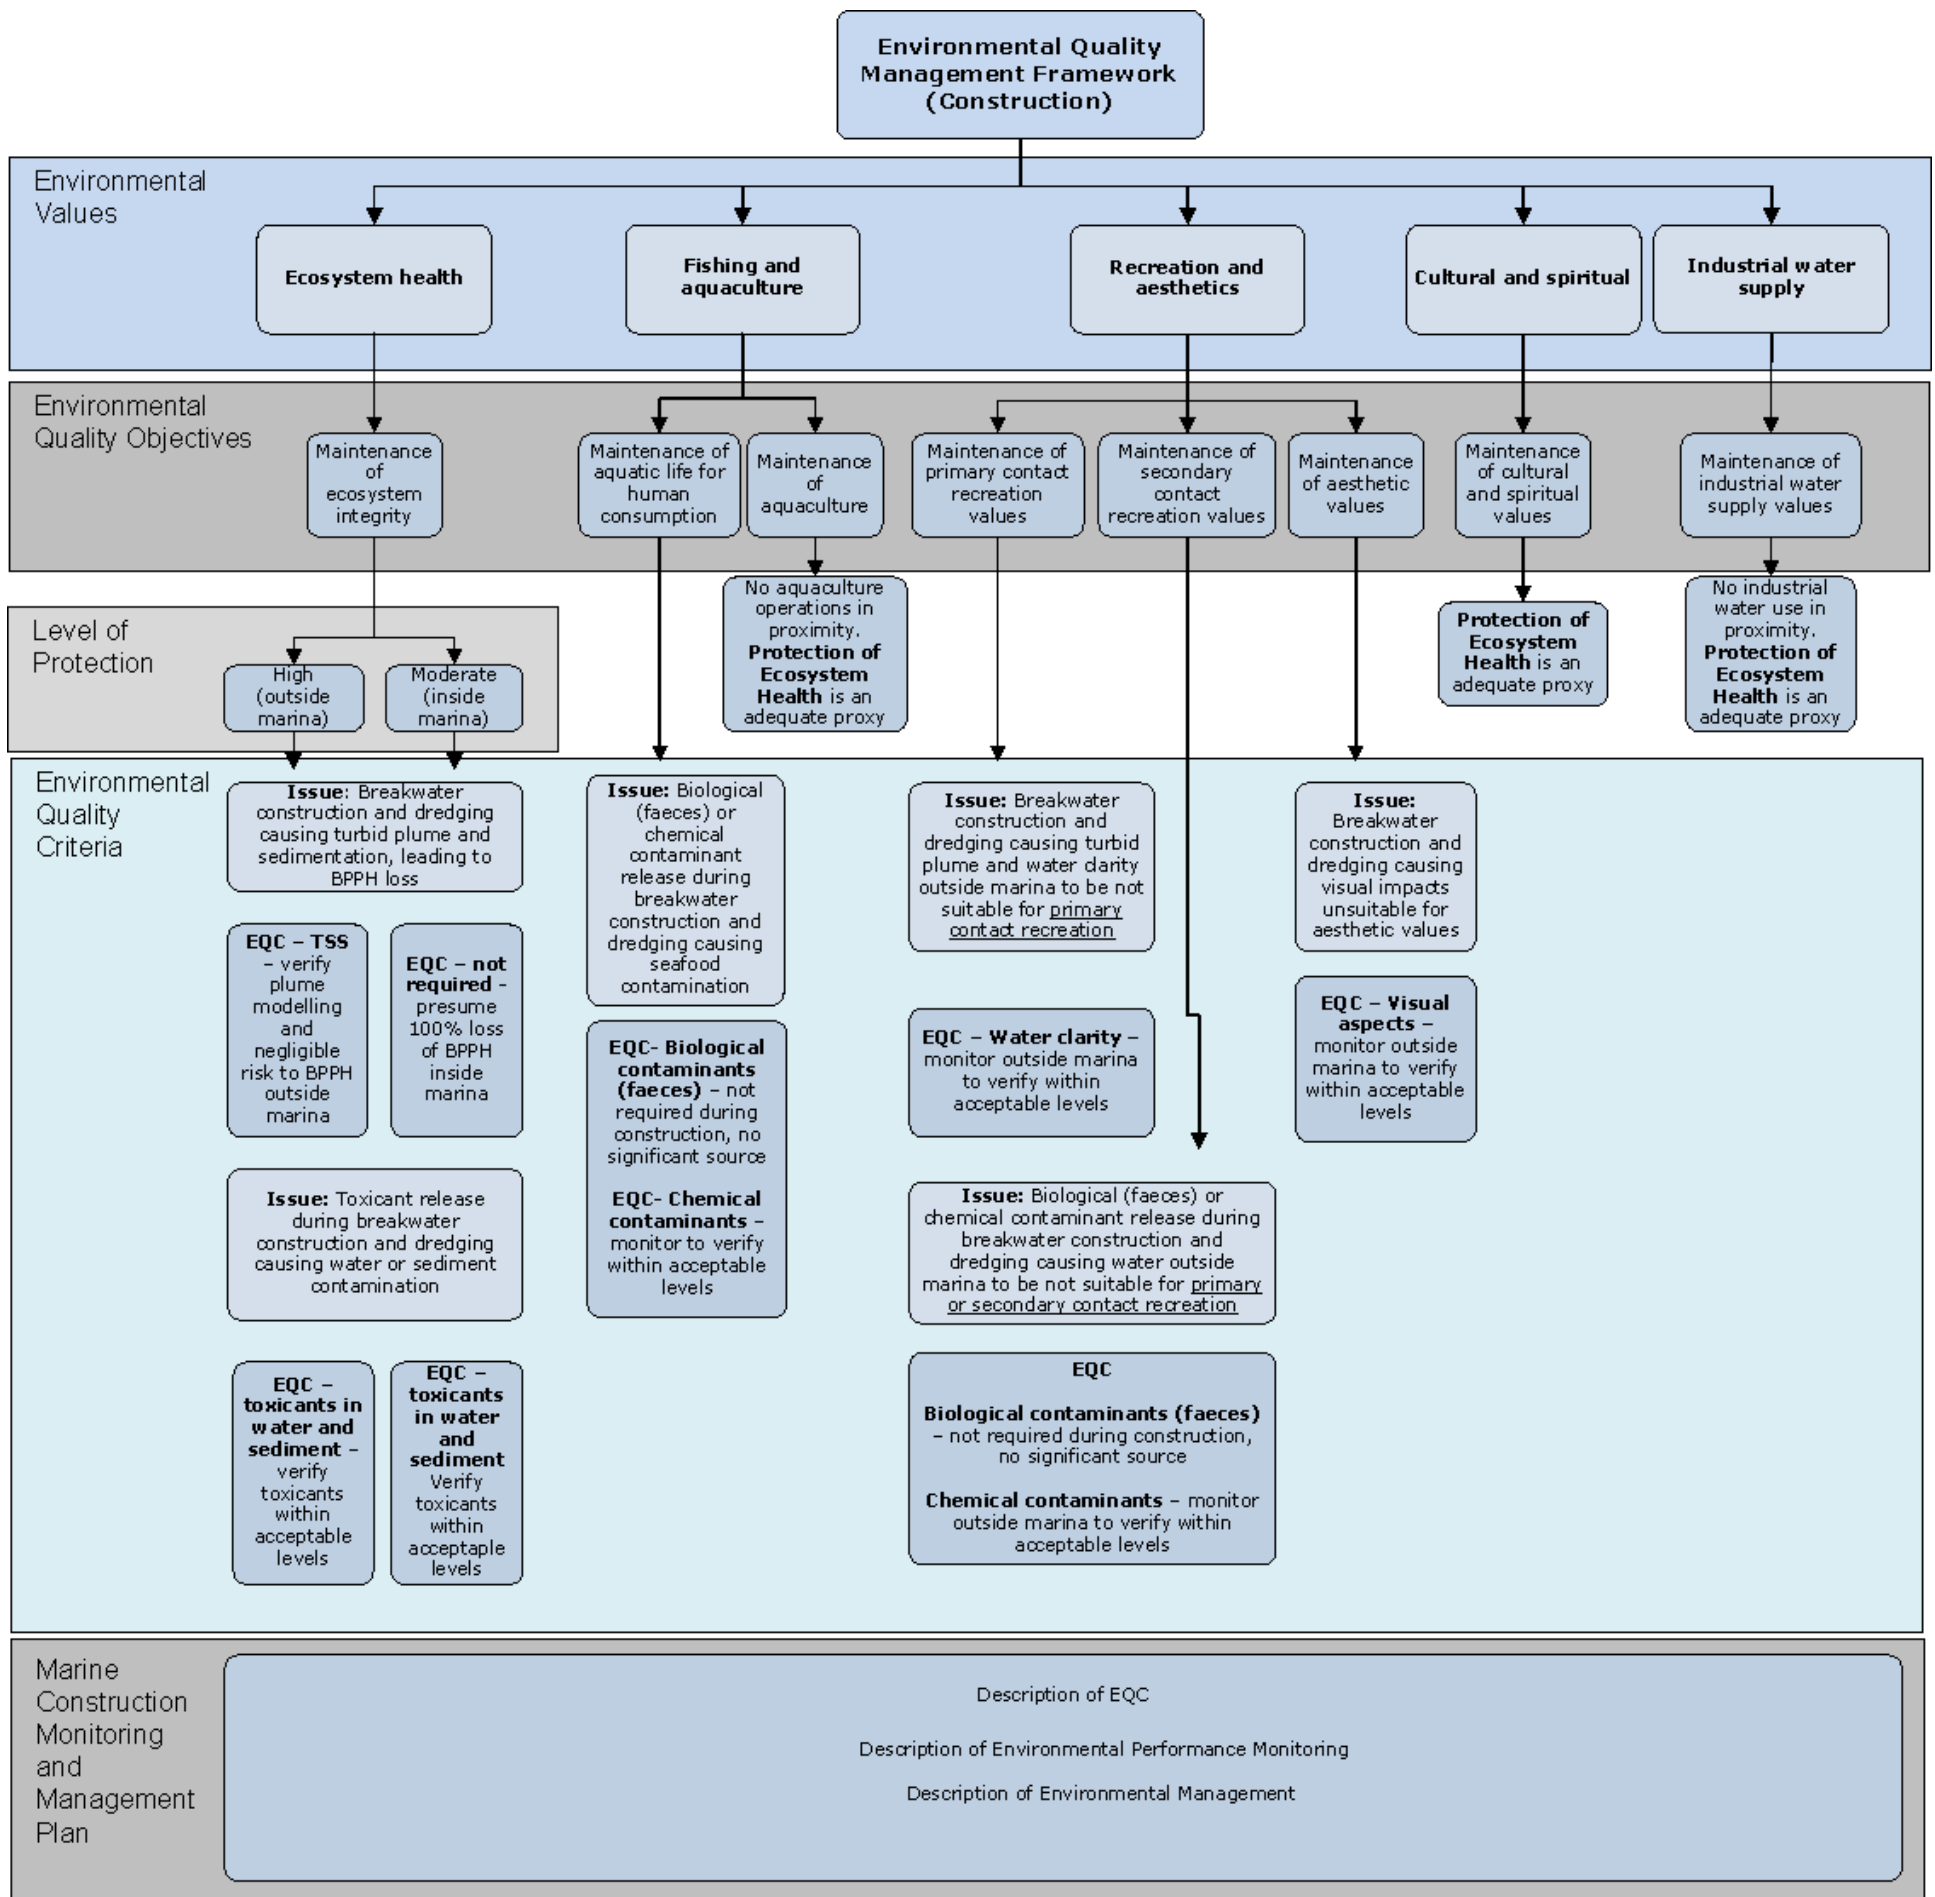 Environmental Quality
Management Framework
(Construction)
Environmental
Values
Ecosystem health
Fishing and
aquaculture
Recreation and
aesthetics
Cultural and spiritual
Industrial water
supply
Environmental
Quality Objectives
Maintenance
of
ecosystem
integrity
Maintenance of
aquatic life for
human
consumption
Maintenance
of
aquaculture
Maintenance of
primary contact
recreation
values
Maintenance of
secondary
contact
recreation values
Maintenance
of aesthetic
values
Maintenance
of cultural
and spiritual
values
Maintenance of
industrial water
supply values
No aquaculture
operations in
proximity.
Protection of
Ecosystem
Health is an
adequate proxy
Protection of
Ecosystem
Health is an
adequate proxy
No industrial
water use in
proximity.
Protection of
Ecosystem
Health is an
adequate proxy
Level of
Protection
High
(outside
marina)
Moderate
(inside
marina)
Environmental
Quality
Criteria
Issue: Breakwater
construction and dredging
causing turbid plume and
sedimentation, leading to
BPPH loss
EQC – TSS
– verify
plume
modelling
and
negligible
risk to BPPH
outside
marina
EQC – not
required -
presume
100% loss
of BPPH
inside
marina
Issue: Toxicant release
during breakwater
construction and dredging
causing water or sediment
contamination
EQC –
toxicants in
water and
sediment –
verify
toxicants
within
acceptable
levels
EQC –
toxicants
in water
and
sediment
Verify
toxicants
within
acceptaple
levels
Issue: Biological
(faeces) or
chemical
contaminant
release during
breakwater
construction and
dredging causing
seafood
contamination
EQC- Biological
contaminants
(faeces) – not
required during
construction, no
significant source
EQC- Chemical
contaminants –
monitor to verify
within acceptable
levels
Issue: Breakwater
construction and
dredging causing turbid
plume and water clarity
outside marina to be not
suitable for primary
contact recreation
EQC – Water clarity –
monitor outside marina
to verify within
acceptable levels
Issue: Biological (faeces) or
chemical contaminant release during
breakwater construction and
dredging causing water outside
marina to be not suitable for primary
or secondary contact recreation
EQC
Biological contaminants (faeces)
– not required during construction,
no significant source
Chemical contaminants – monitor
outside marina to verify within
acceptable levels
Issue:
Breakwater
construction and
dredging causing
visual impacts
unsuitable for
aesthetic values
EQC – Visual
aspects –
monitor outside
marina to verify
within acceptable
levels
Marine
Construction
Monitoring
and
Management
Plan
Description of EQC
Description of Environmental Performance Monitoring
Description of Environmental Management